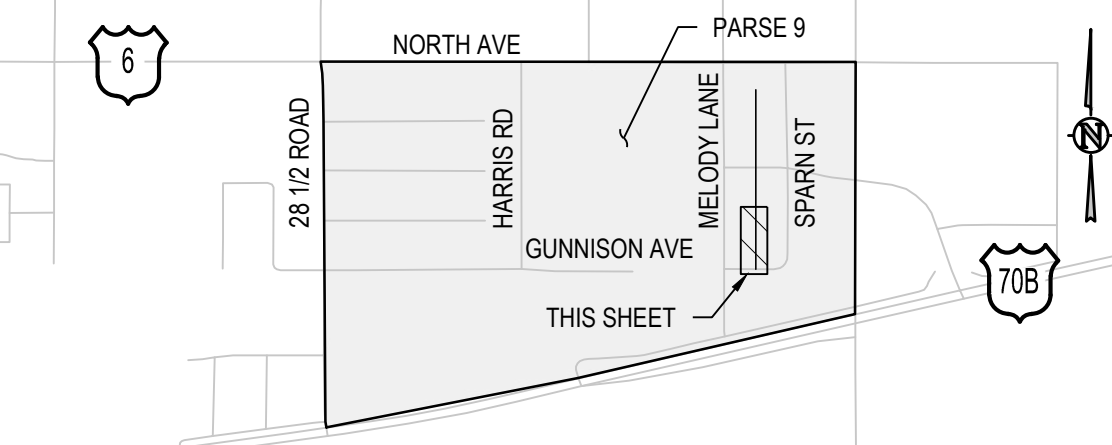 PARSE 9
NORTH AVE
6
28 1/2 ROAD
HARRIS RD
MELODY LANE
SPARN ST
N
GUNNISON AVE
70B
THIS SHEET